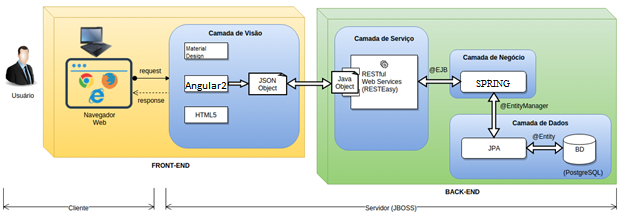 Usuário
Navegador
Web
request
response
Camada de Visão
Material
Design
Angular2
HTML5
JSON
Object
FRONT-END
Camada de Serviço
Java
Object
RESTful
Web Services
(RESTEasy)
@EJB
Camada de Negócio
SPRING
@EntityManager
Camada de Dados
JPA
@Entity
BD
(PostgreSQL)
BACK-END
Cliente
Servidor (JBOSS)